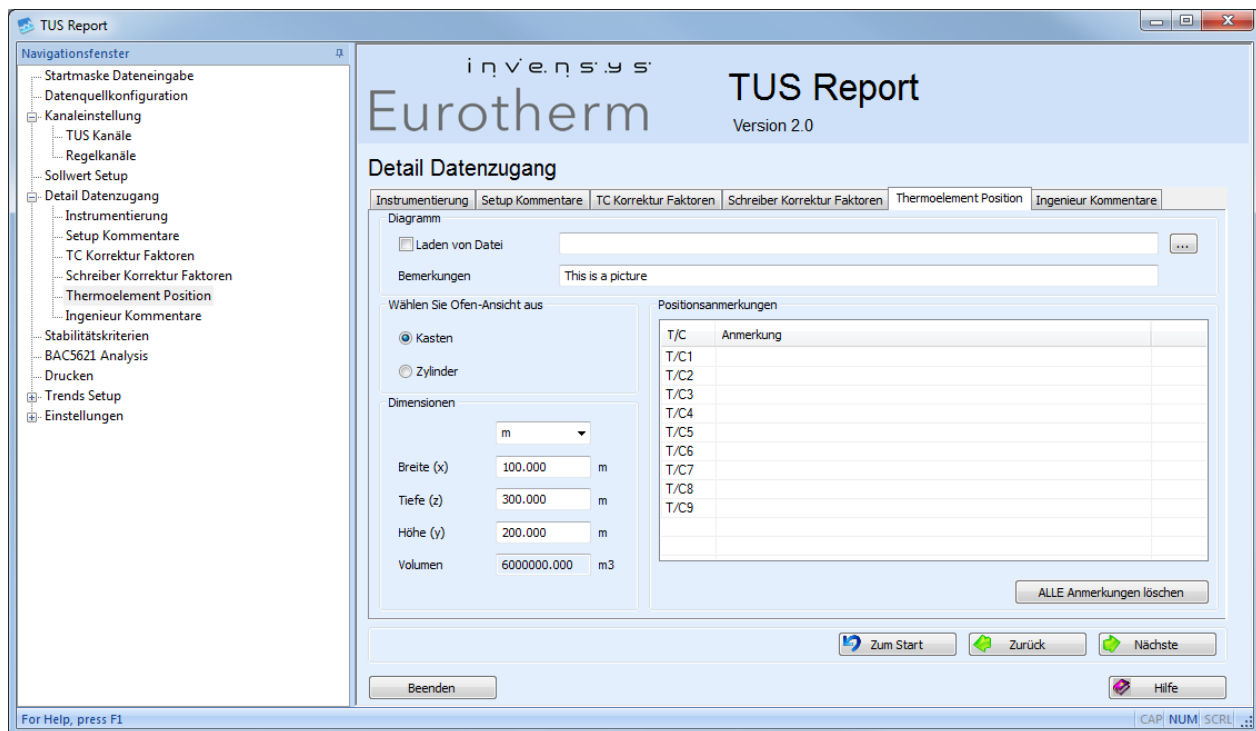 TUS Report
Navigationsfenster
Startmaske Dateneingabe
Datenquellkonfiguration
Kanaleinstellung
TUS Kanäle
Regelkanäle
Sollwert Setup
Detail Datenzugang
Instrumentierung
Setup Kommentare
TC Korrektur Faktoren
Schreiber Korrektur Faktoren
Thermoelement Position
Ingenieur Kommentare
Stabilitätskriterien
BAC5621 Analysis
Drucken
Trends Setup
Einstellungen
invensys
Eurotherm
TUS Report
Version 2.0
Detail Datenzugang
Instrumentierung Setup Kommentare TC Korrektur Faktoren Schreiber Korrektur Faktoren Thermoelement Position Ingenieur Kommentare
Diagramm
Laden von Datei ...
Bemerkungen This is a picture
Wählen Sie Ofen-Ansicht aus
Kasten
Zylinder
Dimensionen
m
Breite (x) 100.000 m
Tiefe (z) 300.000 m
Höhe (y) 200.000 m
Volumen 6000000.000 m3
Positionsanmerkungen
T/C Anmerkung
T/C1
T/C2
T/C3
T/C4
T/C5
T/C6
T/C7
T/C8
T/C9
ALLE Anmerkungen löschen
Zum Start Zurück Nächste
Beenden Hilfe
For Help, press F1 CAP NUM SCRL